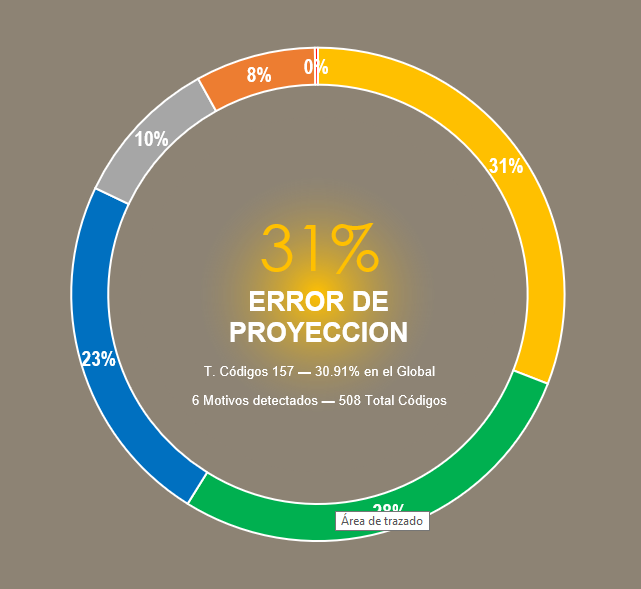 0%
8%
10%
31%
31%
ERROR DE
PROYECCION
23%
T. Códigos 157 — 30.91% en el Global
6 Motivos detectados — 508 Total Códigos
28%
Área de trazado